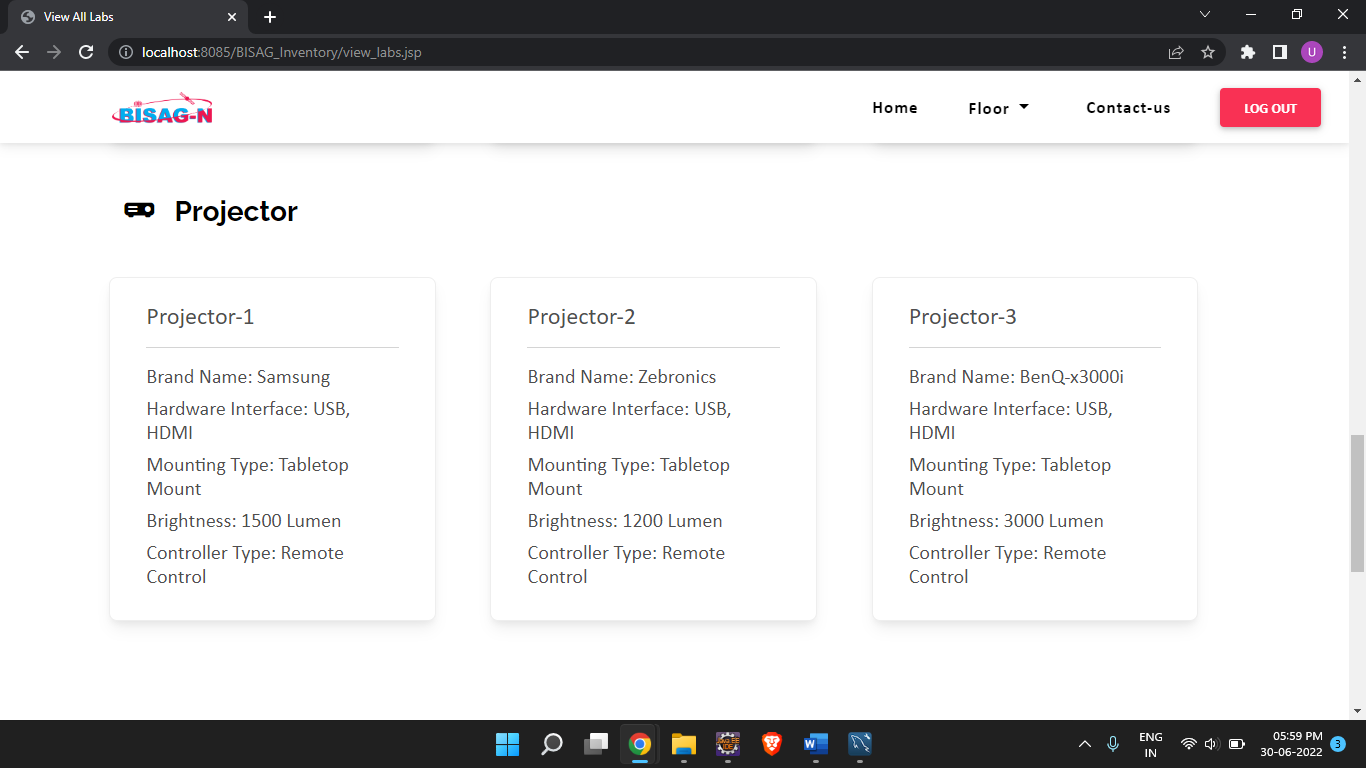 View All Labs
localhost:8085/BISAG_Inventory/view_labs.jsp
U
BISAG-N
Home
Floor
Contact-us
LOG OUT
Projector
Projector-1
Brand Name: Samsung
Hardware Interface: USB,
HDMI
Mounting Type: Tabletop
Mount
Brightness: 1500 Lumen
Controller Type: Remote
Control
Projector-2
Brand Name: Zebronics
Hardware Interface: USB,
HDMI
Mounting Type: Tabletop
Mount
Brightness: 1200 Lumen
Controller Type: Remote
Control
Projector-3
Brand Name: BenQ-x3000i
Hardware Interface: USB,
HDMI
Mounting Type: Tabletop
Mount
Brightness: 3000 Lumen
Controller Type: Remote
Control
ENG
IN
05:59 PM
30-06-2022
3